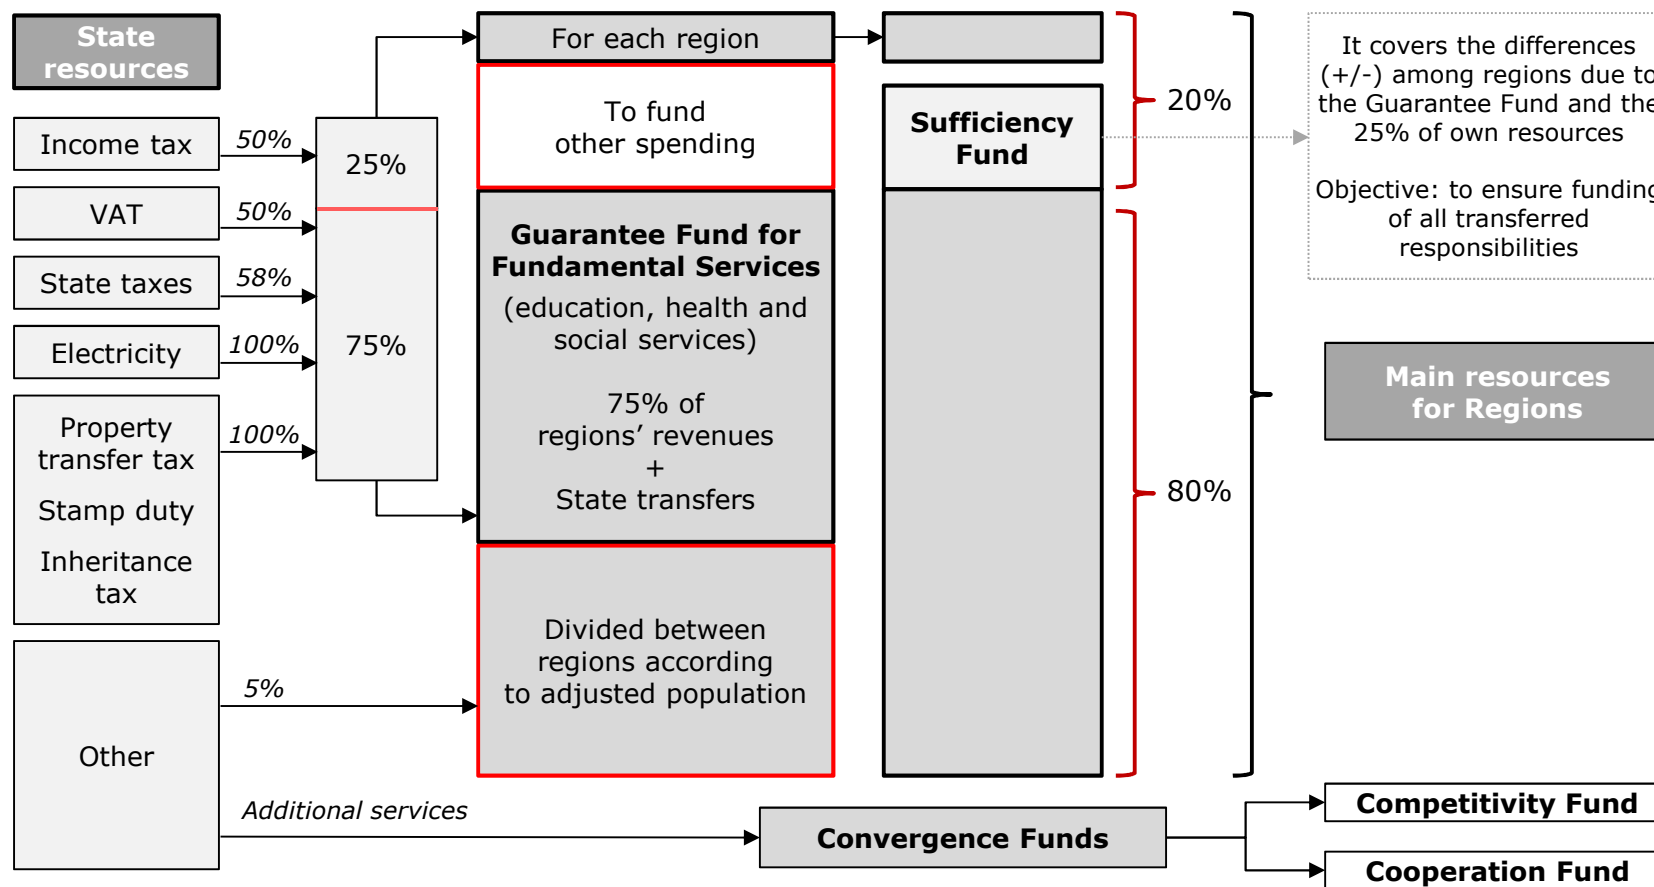 State
resources
Income tax
50%
VAT
50%
State taxes
58%
Electricity
100%
Property
transfer tax
Stamp duty
Inheritance
tax
100%
Other
5%
Additional services
25%
75%
For each region
To fund
other spending
Guarantee Fund for
Fundamental Services
(education, health and
social services)
75% of
regions’ revenues
+
State transfers
Divided between
regions according
to adjusted population
Sufficiency
Fund
20%
80%
It covers the differences
(+/-) among regions due to
the Guarantee Fund and the
25% of own resources
Objective: to ensure funding
of all transferred
responsibilities
Main resources
for Regions
Convergence Funds
Competitivity Fund
Cooperation Fund